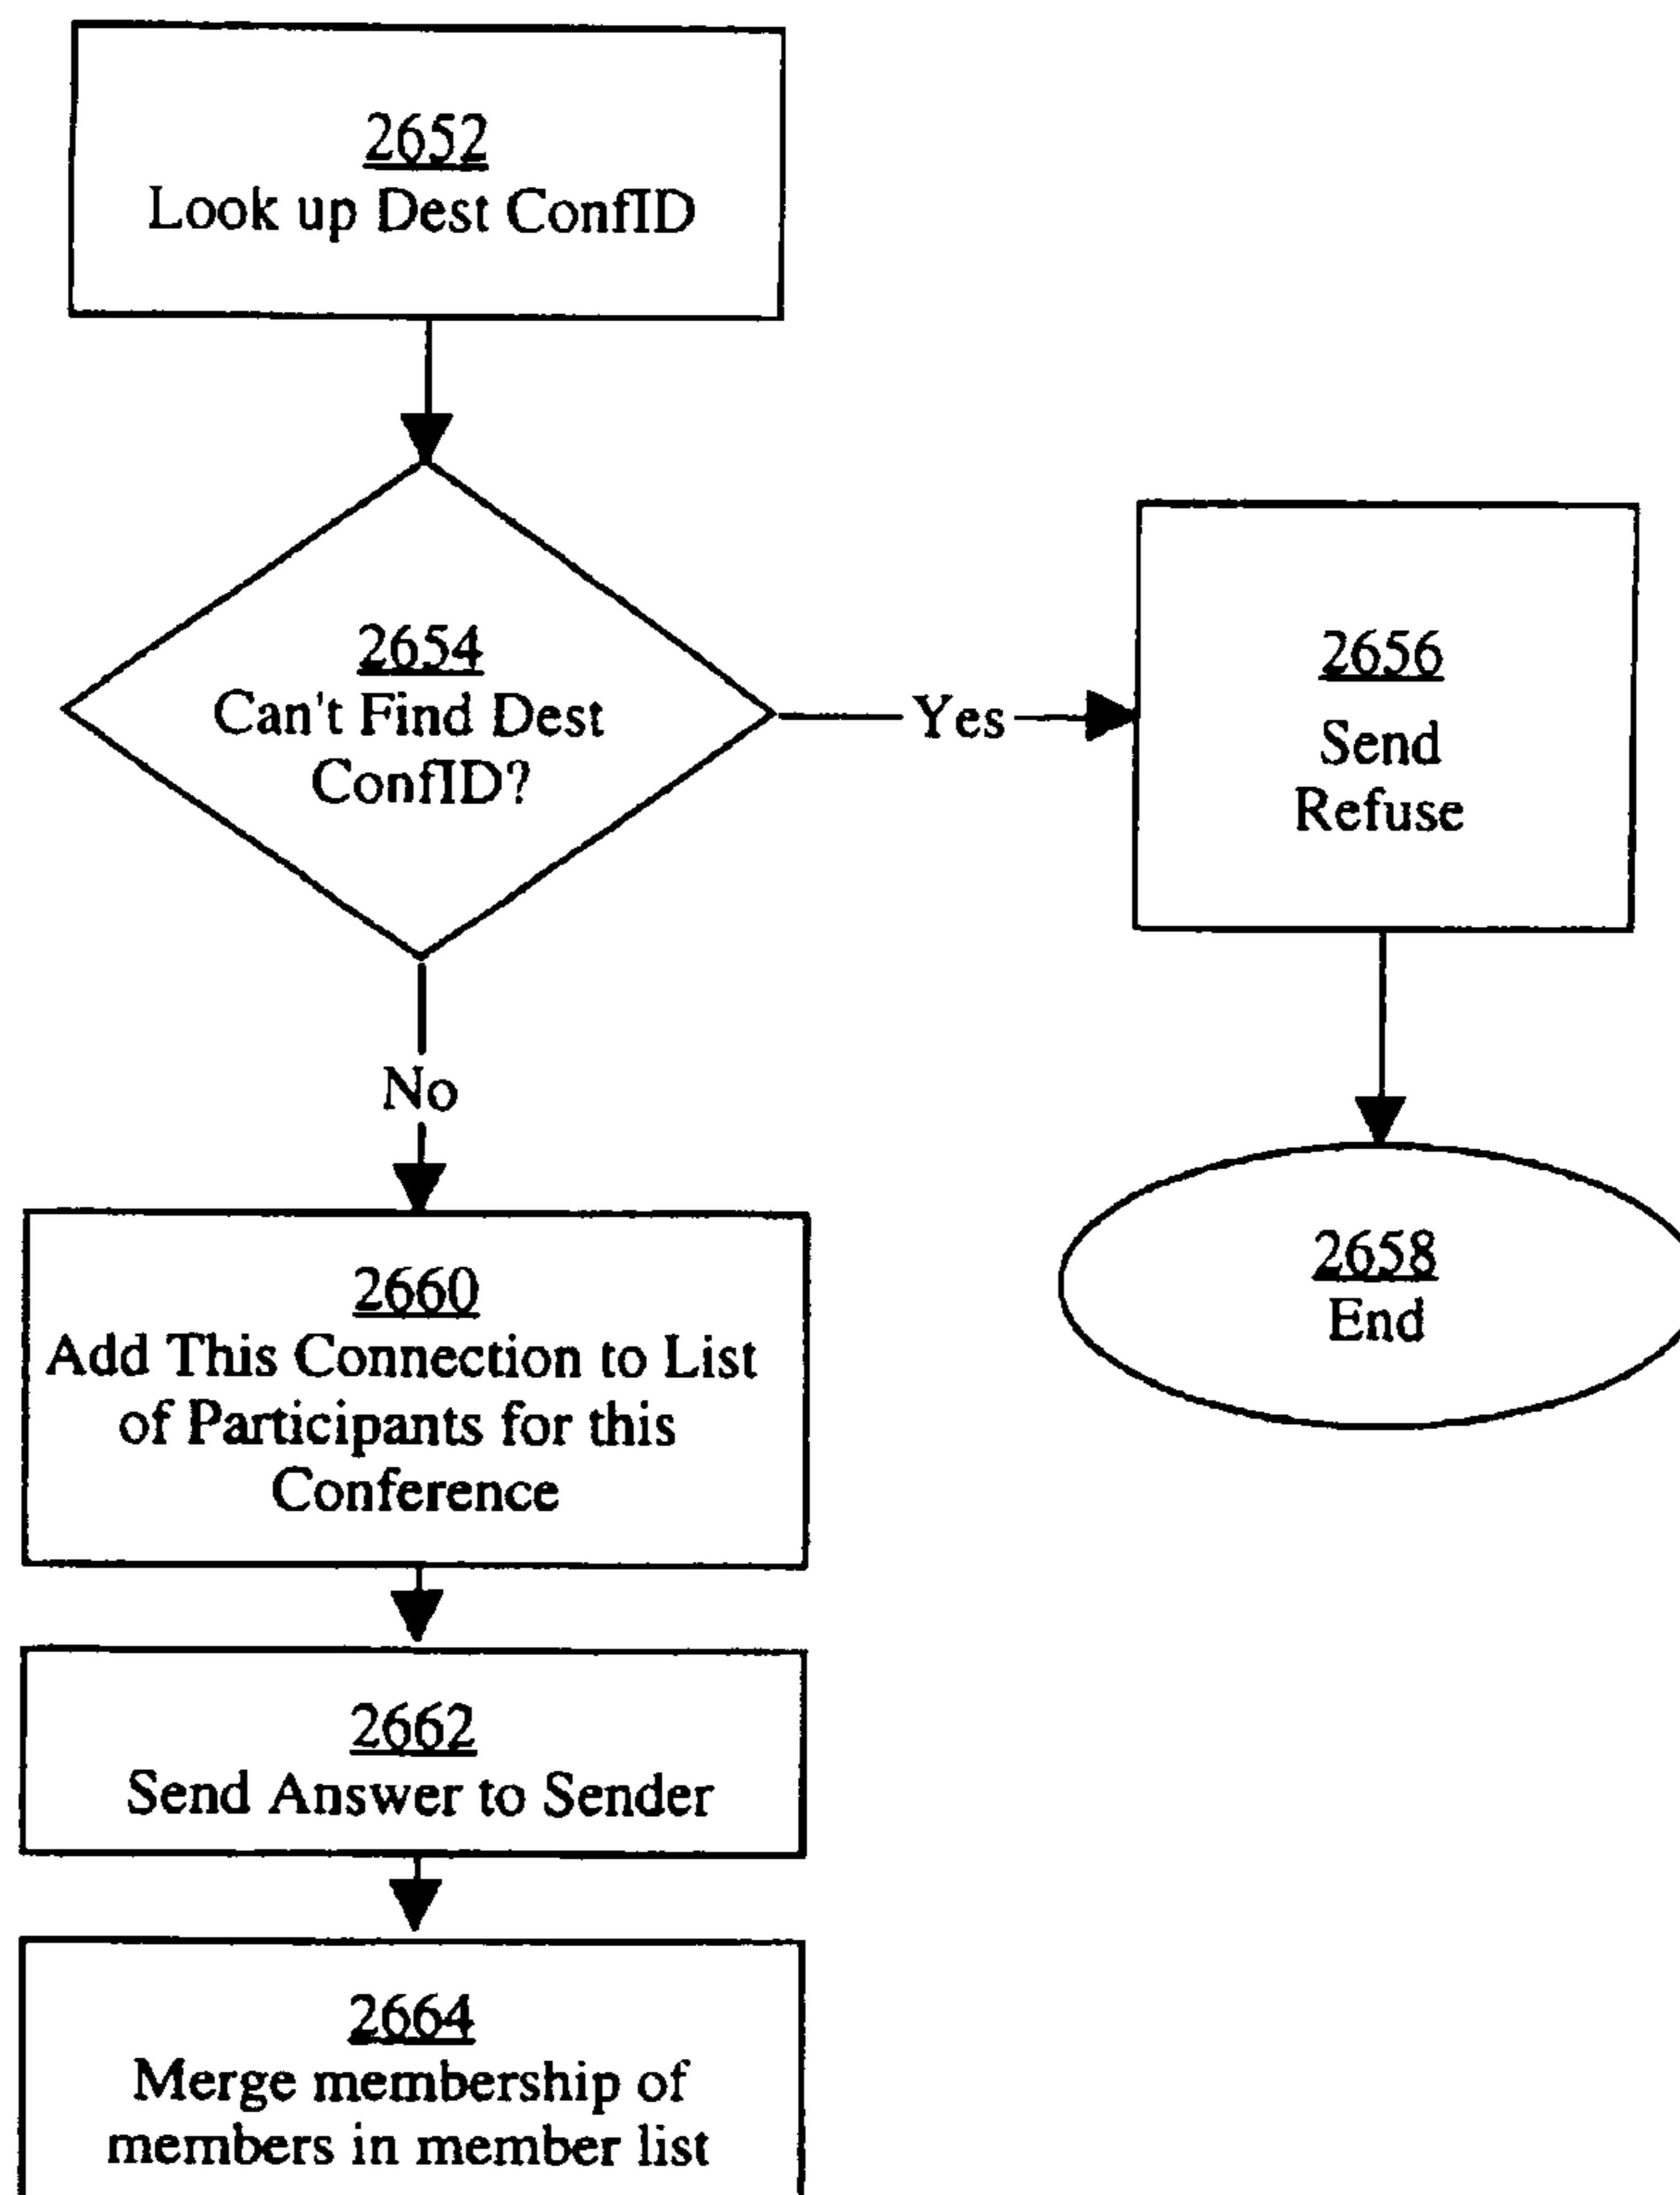 2652
Look up Dest ConfID
2654
Can't Find Dest
ConfID?
Yes
2656
Send
Refuse
2658
End
No
2660
Add This Connection to List
of Participants for this
Conference
2662
Send Answer to Sender
2664
Merge membership of
members in member list